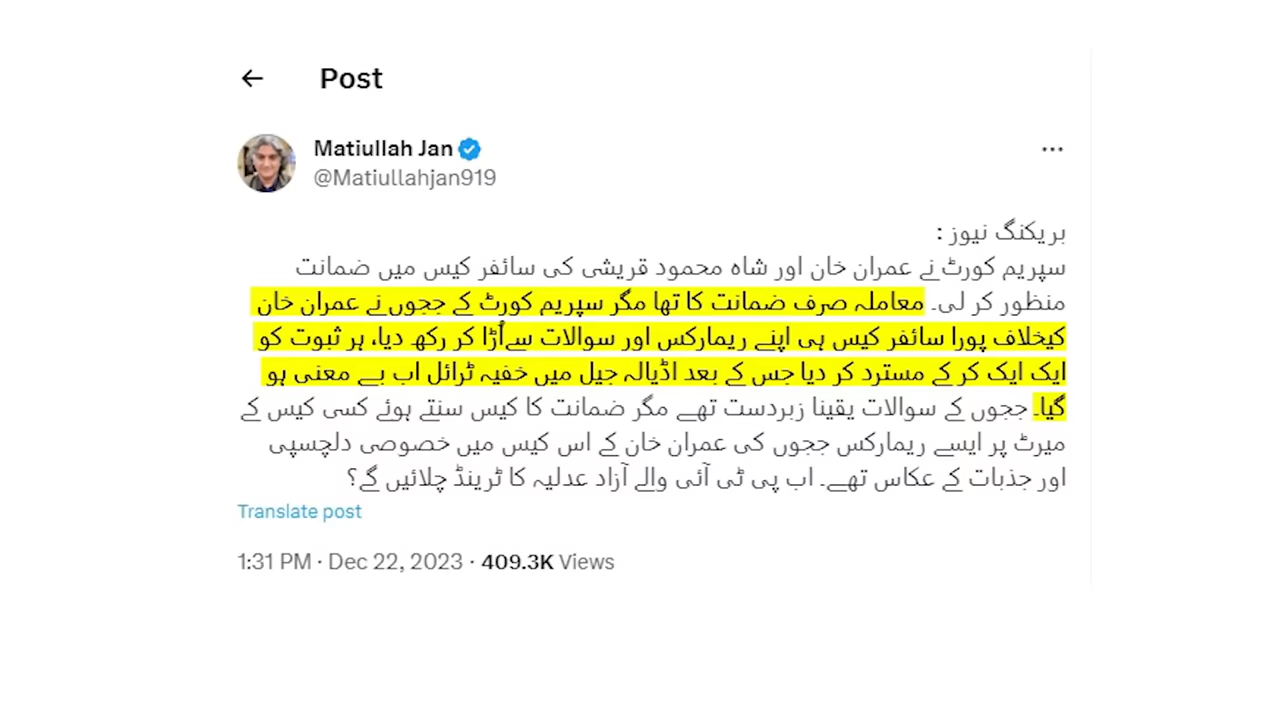 Post
Matiullah Jan
@Matiullahjan919
بریکنگ نیوز :
سپریم کورٹ نے عمران خان اور شاہ محمود قریشی کی سائفر کیس میں ضمانت
منظور کر لی۔ معاملہ صرف ضمانت کا تھا مگر سپریم کورٹ کے ججوں نے عمران خان
کیخلاف پورا سائفر کیس ہی اپنے ریمارکس اور سوالات سےاُڑا کر رکھ دیا، ہر ثبوت کو
ایک ایک کر کے مسترد کر دیا جس کے بعد اڈیالہ جیل میں خفیہ ٹرائل اب بے معنی ہو
گیا۔ ججوں کے سوالات یقینا زبردست تھے مگر ضمانت کا کیس سنتے ہوئے کسی کیس کے
میرٹ پر ایسے ریمارکس ججوں کی عمران خان کے اس کیس میں خصوصی دلچسپی
اور جذبات کے عکاس تھے۔ اب پی ٹی آئی والے آزاد عدلیہ کا ٹرینڈ چلائیں گے؟
Translate post
1:31 PM · Dec 22, 2023 · 409.3K Views